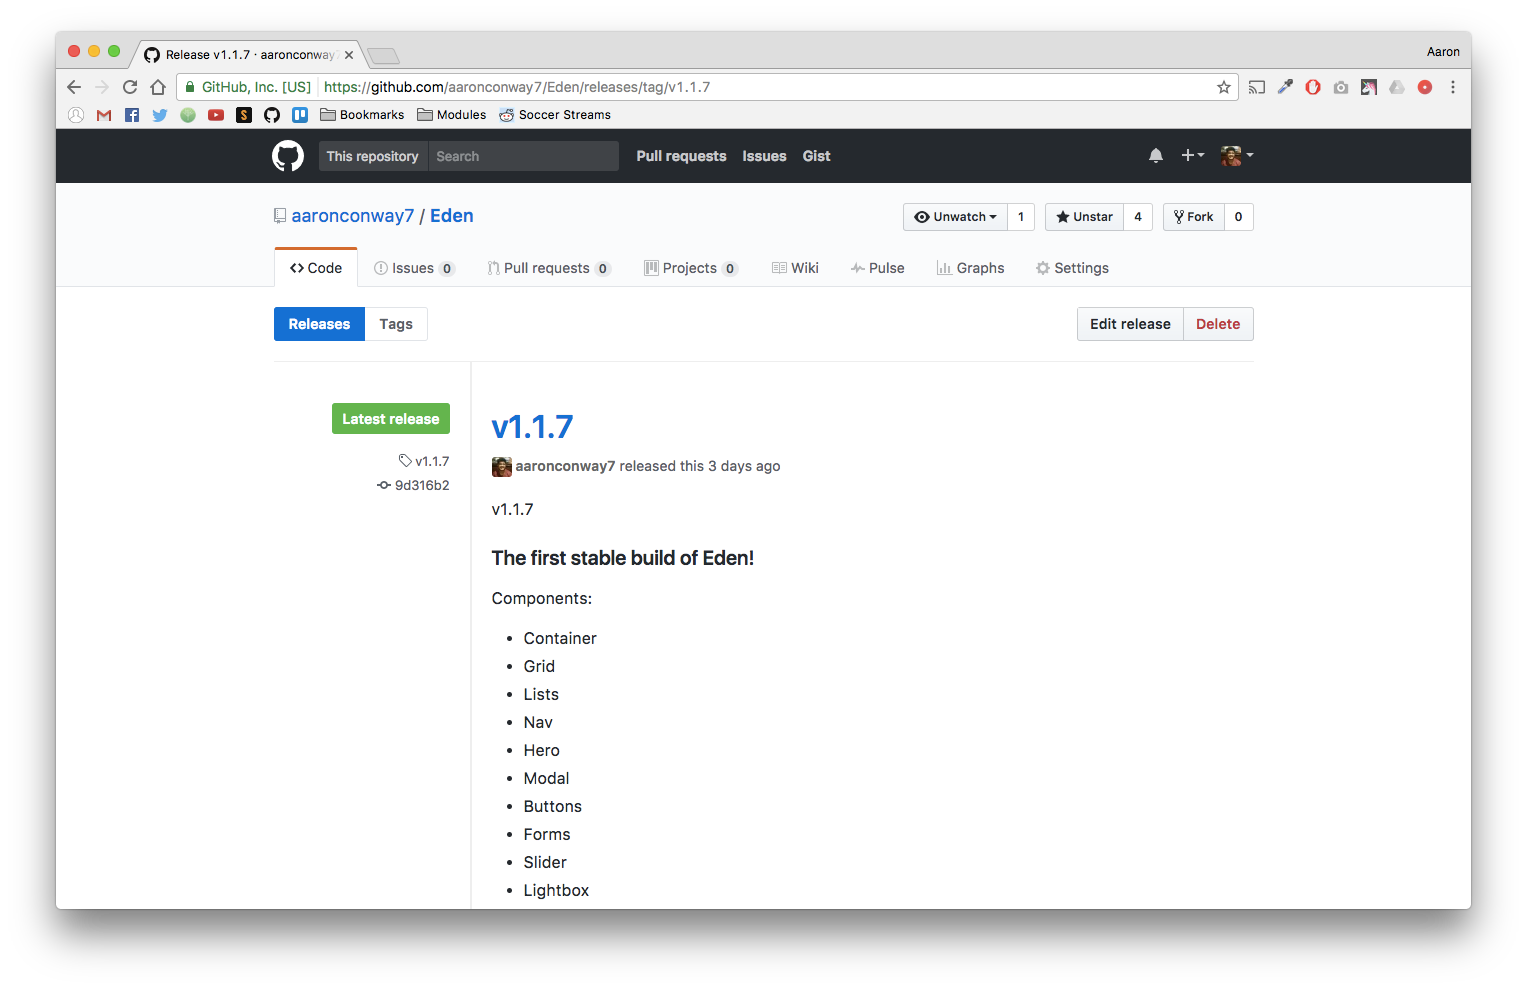 Release v1.1.7 · aaronconway
Aaron
GitHub, Inc. [US] https://github.com/aaronconway7/Eden/releases/tag/v1.1.7
Bookmarks Modules Soccer Streams
This repository Search Pull requests Issues Gist
aaronconway7 / Eden
Unwatch 1 Unstar 4 Fork 0
Code Issues 0 Pull requests 0 Projects 0 Wiki Pulse Graphs Settings
Releases Tags
Edit release Delete
Latest release
v1.1.7
9d316b2
v1.1.7
aaronconway7 released this 3 days ago
v1.1.7
The first stable build of Eden!
Components:
• Container
• Grid
• Lists
• Nav
• Hero
• Modal
• Buttons
• Forms
• Slider
• Lightbox